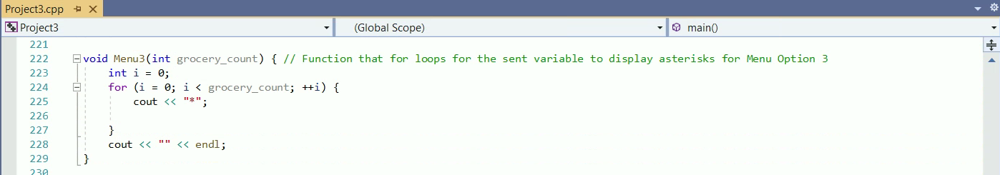 Project3.cpp
Project3 (Global Scope) main()
221
222 void Menu3(int grocery_count) { // Function that for loops for the sent variable to display asterisks for Menu Option 3
223     int i = 0;
224     for (i = 0; i < grocery_count; ++i) {
225         cout << "*";
226
227     }
228     cout << "" << endl;
229 }
230